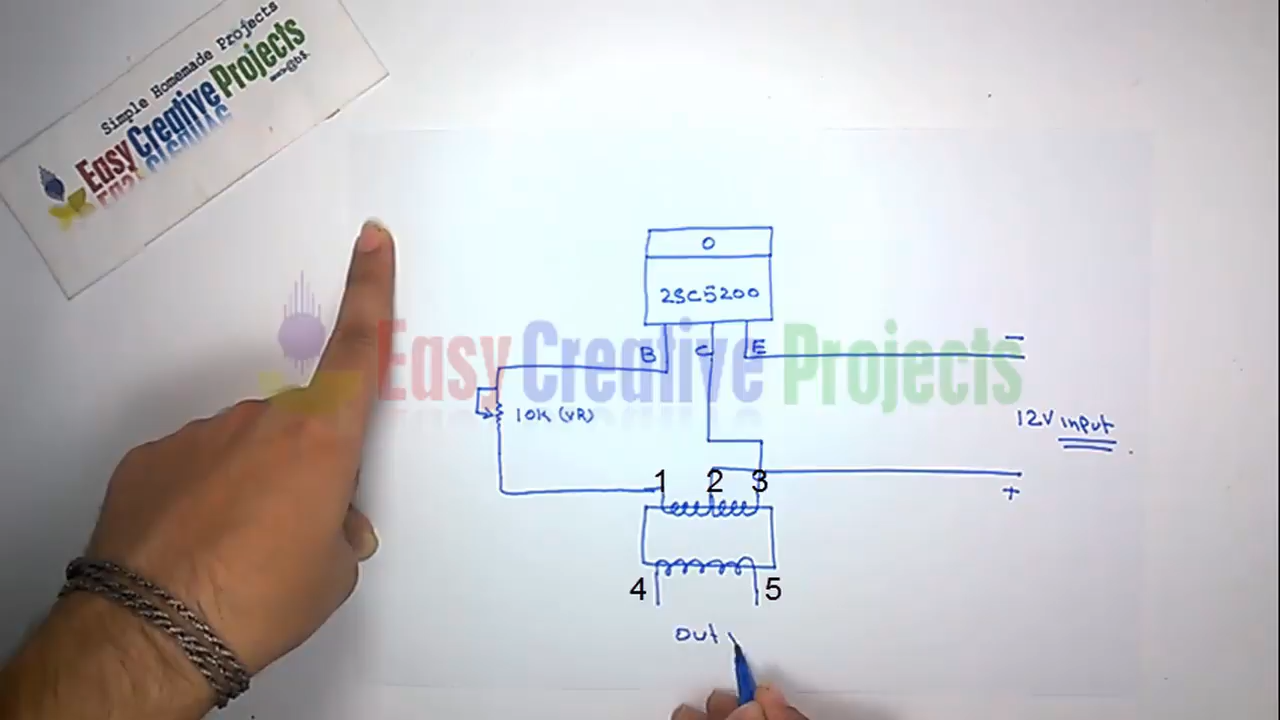 Simple Homemade Projects
Easy Creative Projects
Easy Creative Projects
O
2SC5200
B C E
−
10K (VR)
12V input
1 2 3
+
4 5
out